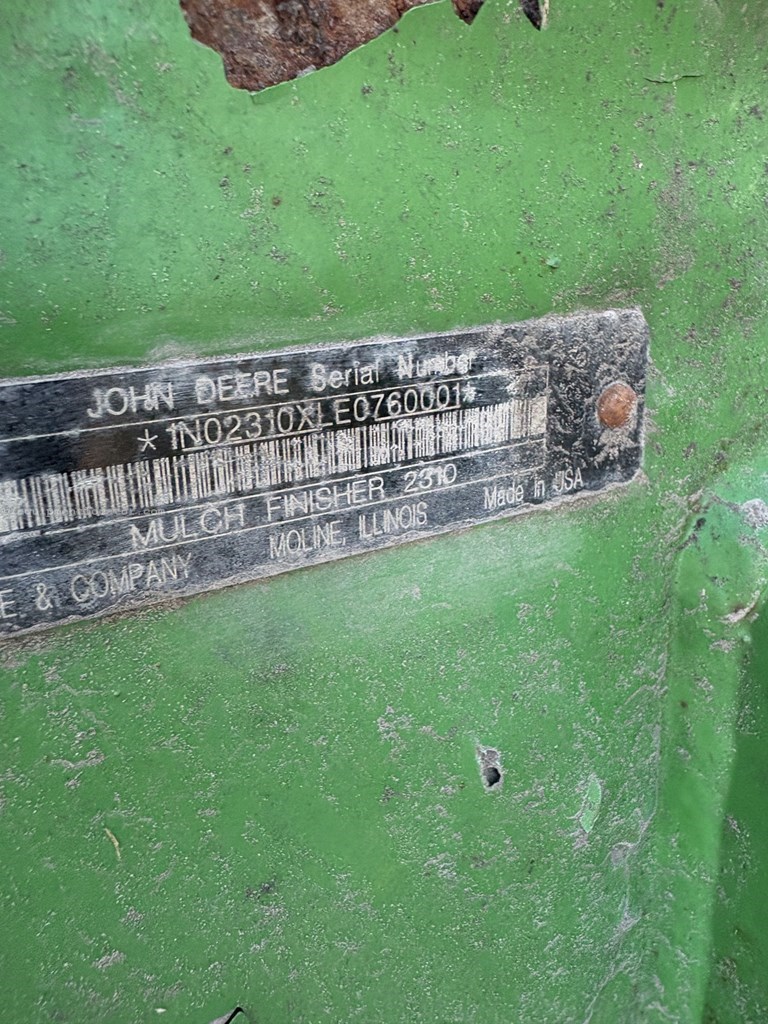 JOHN DEERE Serial Number
*1N02310XLE0760001*
MULCH FINISHER 2310
E & COMPANY MOLINE, ILLINOIS Made in USA